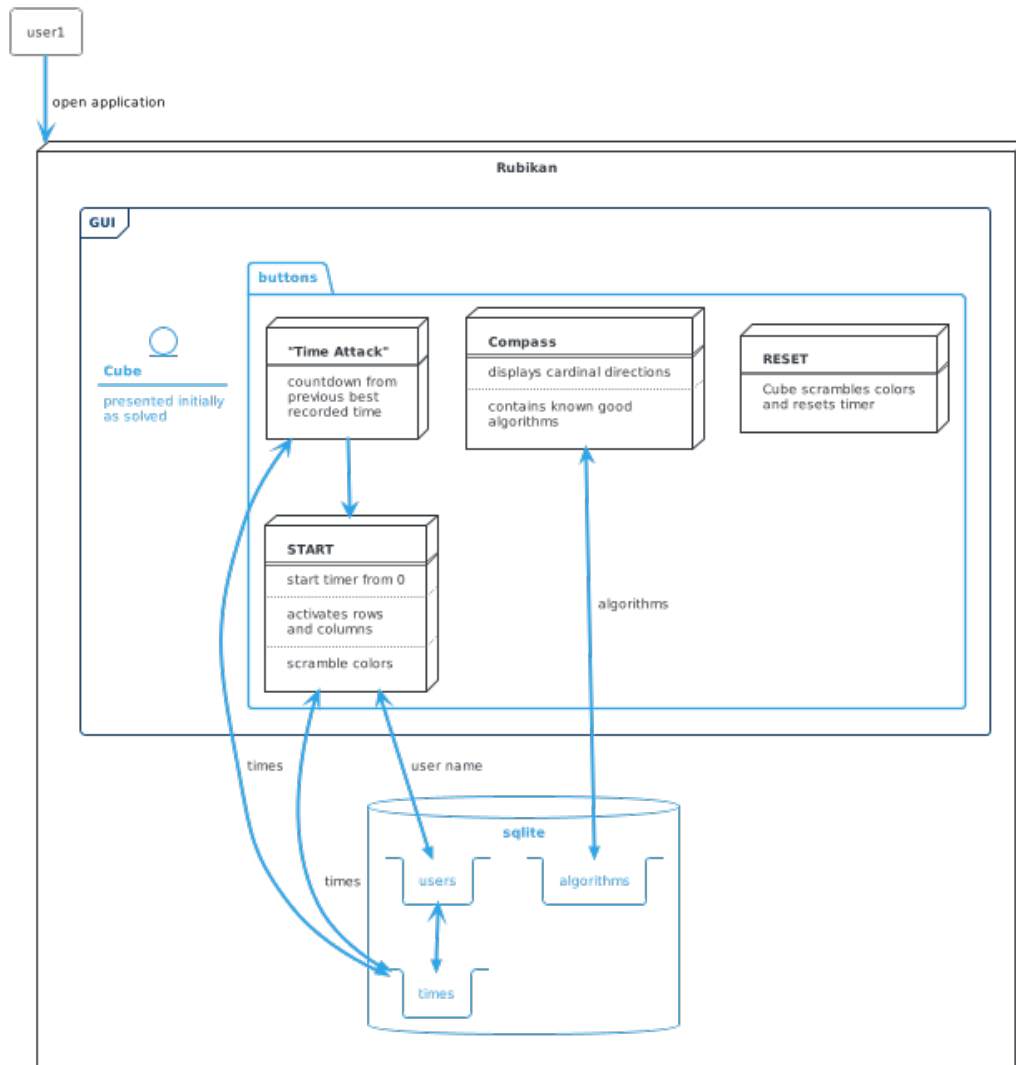 user1
open application
Rubikan
GUI
buttons
Cube
presented initially
as solved
"Time Attack"
countdown from
previous best
recorded time
Compass
displays cardinal directions
contains known good
algorithms
RESET
Cube scrambles colors
and resets timer
START
start timer from 0
activates rows
and columns
scramble colors
algorithms
times
user name
times
sqlite
users
algorithms
times